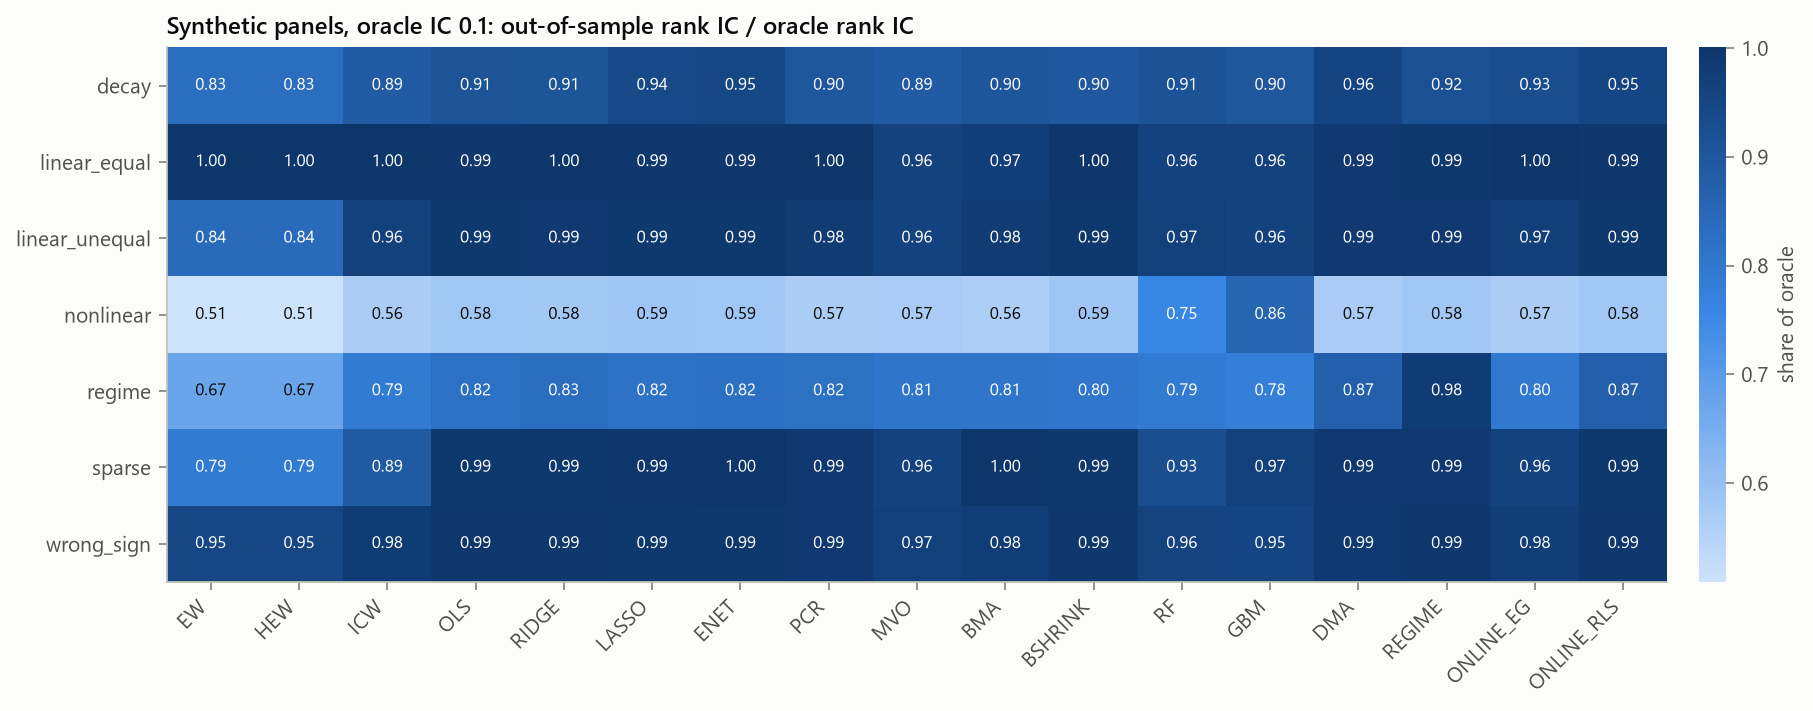 Synthetic panels, oracle IC 0.1: out-of-sample rank IC / oracle rank IC
decay 0.83 0.83 0.89 0.91 0.91 0.94 0.95 0.90 0.89 0.90 0.90 0.91 0.90 0.96 0.92 0.93 0.95
linear_equal 1.00 1.00 1.00 0.99 1.00 0.99 0.99 1.00 0.96 0.97 1.00 0.96 0.96 0.99 0.99 1.00 0.99
linear_unequal 0.84 0.84 0.96 0.99 0.99 0.99 0.99 0.98 0.96 0.98 0.99 0.97 0.96 0.99 0.99 0.97 0.99
nonlinear 0.51 0.51 0.56 0.58 0.58 0.59 0.59 0.57 0.57 0.56 0.59 0.75 0.86 0.57 0.58 0.57 0.58
regime 0.67 0.67 0.79 0.82 0.83 0.82 0.82 0.82 0.81 0.81 0.80 0.79 0.78 0.87 0.98 0.80 0.87
sparse 0.79 0.79 0.89 0.99 0.99 0.99 1.00 0.99 0.96 1.00 0.99 0.93 0.97 0.99 0.99 0.96 0.99
wrong_sign 0.95 0.95 0.98 0.99 0.99 0.99 0.99 0.99 0.97 0.98 0.99 0.96 0.95 0.99 0.99 0.98 0.99
EW HEW ICW OLS RIDGE LASSO ENET PCR MVO BMA BSHRINK RF GBM DMA REGIME ONLINE_EG ONLINE_RLS
1.0
0.9
0.8
0.7
0.6
share of oracle